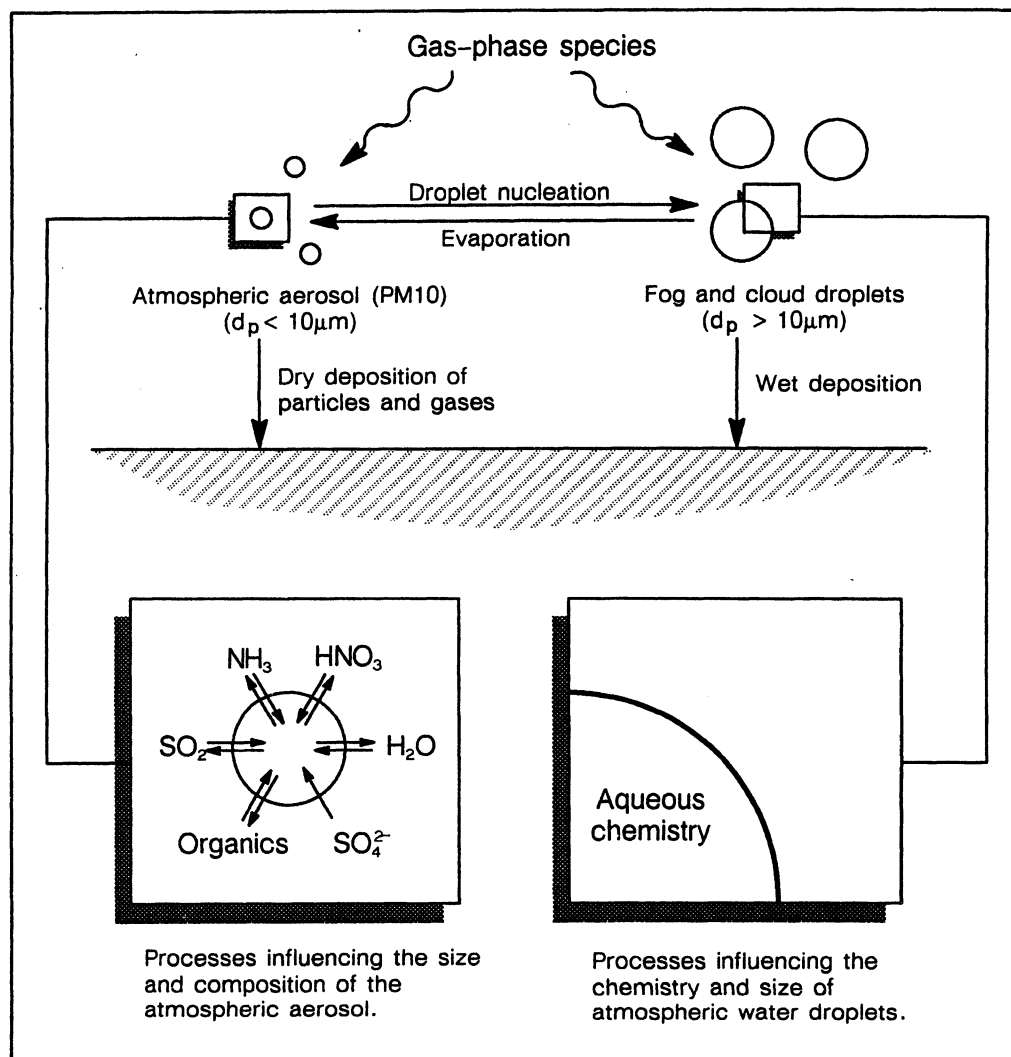 Gas-phase species
Droplet nucleation
Evaporation
Atmospheric aerosol (PM10)
(dₚ < 10μm)
Fog and cloud droplets
(dₚ > 10μm)
Dry deposition of
particles and gases
Wet deposition
NH₃
HNO₃
SO₂
H₂O
Organics
SO₄²⁻
Aqueous
chemistry
Processes influencing the size
and composition of the
atmospheric aerosol.
Processes influencing the
chemistry and size of
atmospheric water droplets.